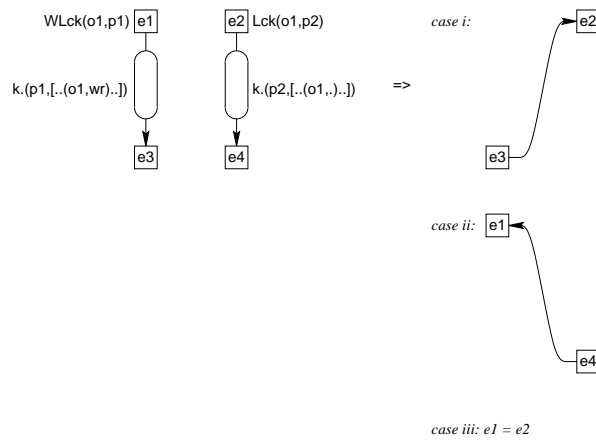 WLck(o1,p1) e1 e2 Lck(o1,p2) case i: e2
k.(p1,[..(o1,wr)..]) k.(p2,[..(o1,.)..]) =>
e3 e4 e3
case ii: e1
e4
case iii: e1 = e2